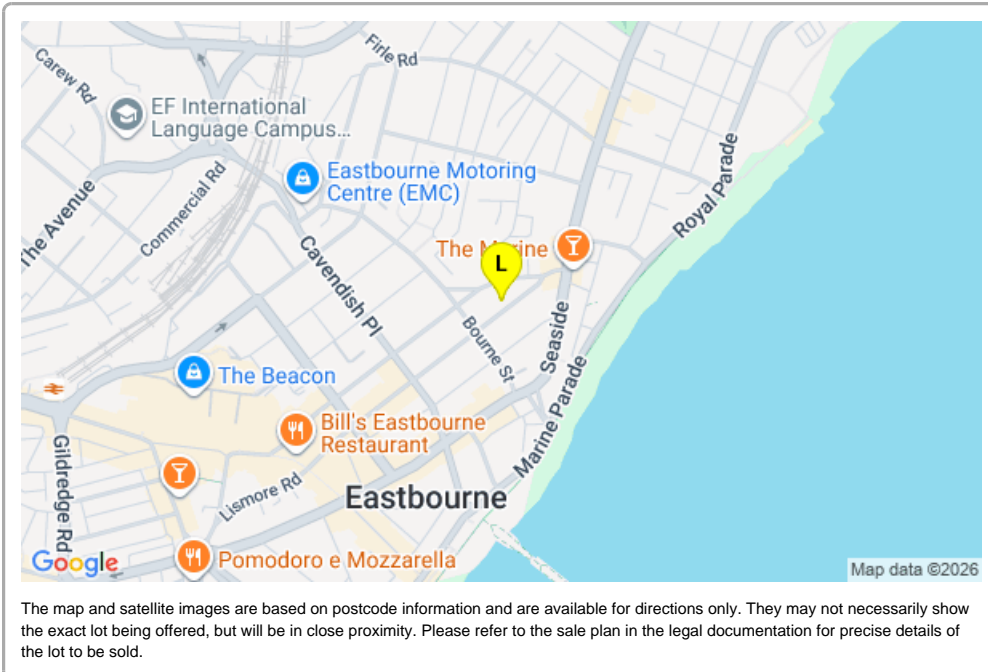 Firle Rd
Carew Rd
EF International
Language Campus...
Eastbourne Motoring
Centre (EMC)
Royal Parade
Commercial Rd
The Avenue
Cavendish Pl
The Marine
L
Bourne St
Seaside
Marine Parade
The Beacon
Bill's Eastbourne
Restaurant
Gildredge Rd
Lismore Rd
Eastbourne
Pomodoro e Mozzarella
Google
Map data ©2026
The map and satellite images are based on postcode information and are available for directions only. They may not necessarily show
the exact lot being offered, but will be in close proximity. Please refer to the sale plan in the legal documentation for precise details of
the lot to be sold.